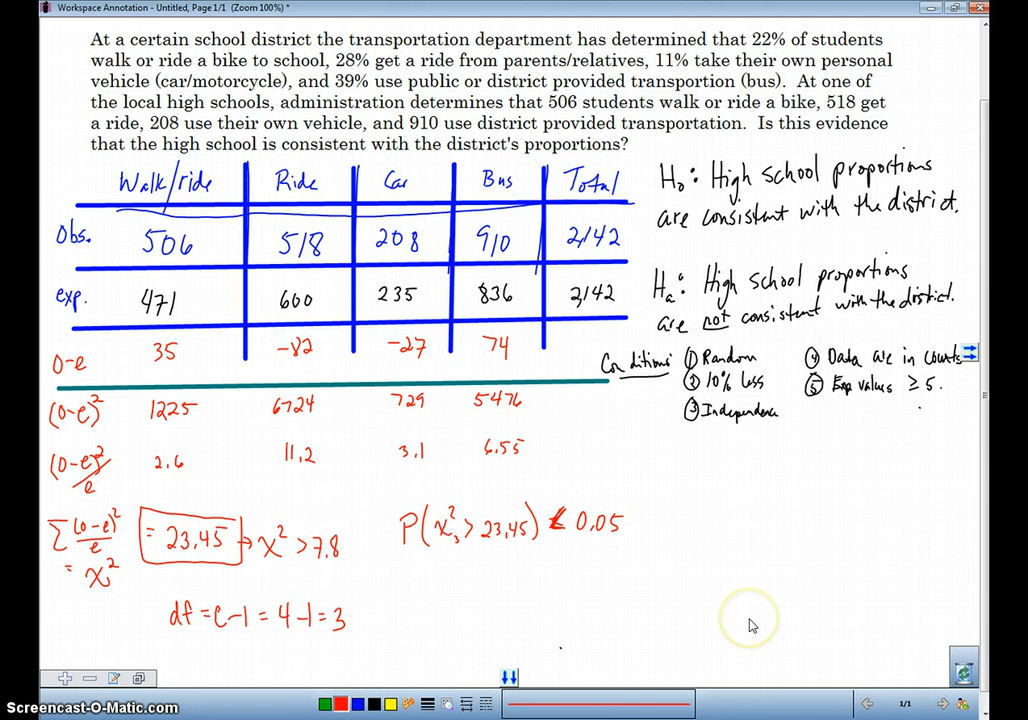 Workspace Annotation - Untitled, Page 1/1 (Zoom 100%) *
At a certain school district the transportation department has determined that 22% of students
walk or ride a bike to school, 28% get a ride from parents/relatives, 11% take their own personal
vehicle (car/motorcycle), and 39% use public or district provided transportion (bus). At one of
the local high schools, administration determines that 506 students walk or ride a bike, 518 get
a ride, 208 use their own vehicle, and 910 use district provided transportation. Is this evidence
that the high school is consistent with the district's proportions?
Walk/ride Ride Car Bus Total
Obs. 506 518 208 910 2,142
exp. 471 600 235 836 2,142
o-e 35 -82 -27 74
(o-e)² 1225 6724 729 5476
(o-e)²/e 2.6 11.2 3.1 6.55
Σ (o-e)²/e = 23.45 → χ² > 7.8
= χ²
df = c-1 = 4-1 = 3
P(χ²₃ > 23.45) < 0.05
H₀: High school proportions
are consistent with the district.
Hₐ: High school proportions
are not consistent with the district.
Conditions ① Random
② 10% less
③ Independence
④ Data are in counts
⑤ Exp values ≥ 5.
1/1
Screencast-O-Matic.com